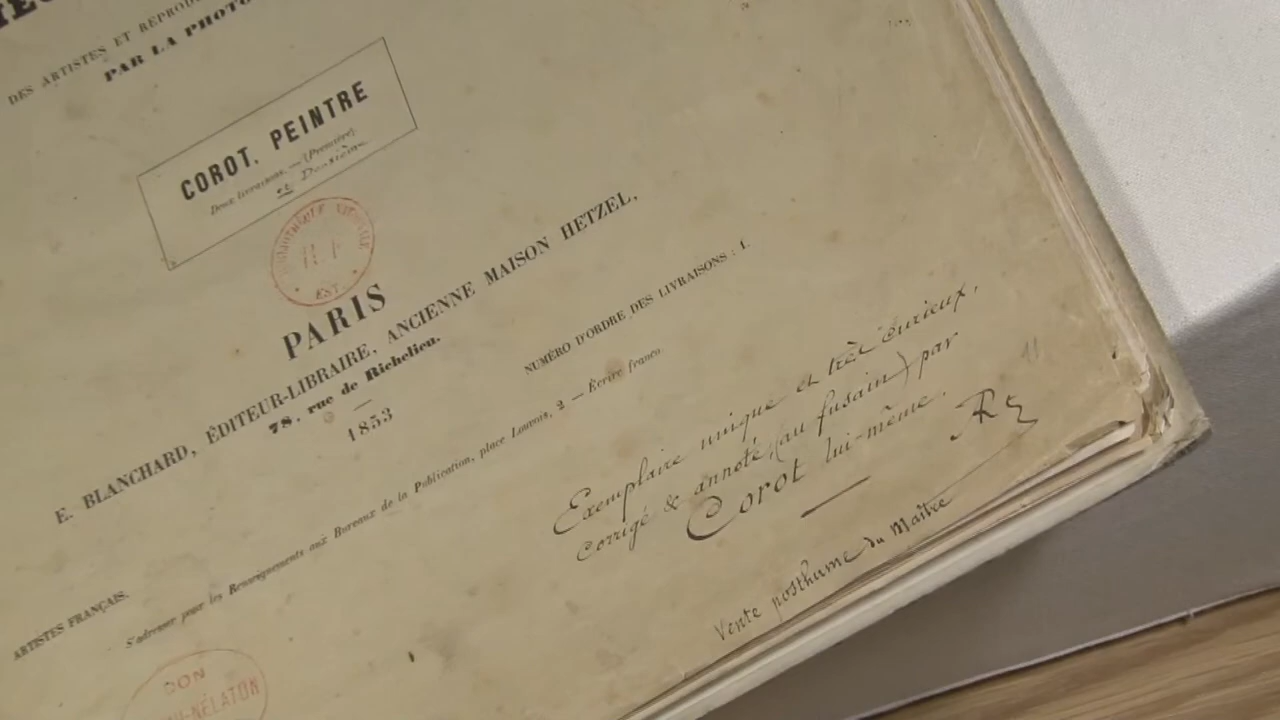 DES ARTISTES ET
PAR LA
COROT. PEINTRE
Deux livraisons. — (Première).
et Deuxième.
EST.
PARIS
E. BLANCHARD, ÉDITEUR-LIBRAIRE, ANCIENNE MAISON HETZEL,
78, rue de Richelieu.
1853
NUMÉRO D'ORDRE DES LIVRAISONS : 1.
S'adresser pour les Renseignements aux Bureaux de la Publication, place Louvois, 2 — Écrire franco.
ARTISTES FRANÇAIS.
Exemplaire unique et très curieux,
corrigé & annoté, (au fusain) par
Corot lui-même.
Vente posthume du Maître
DON
-NÉLATON